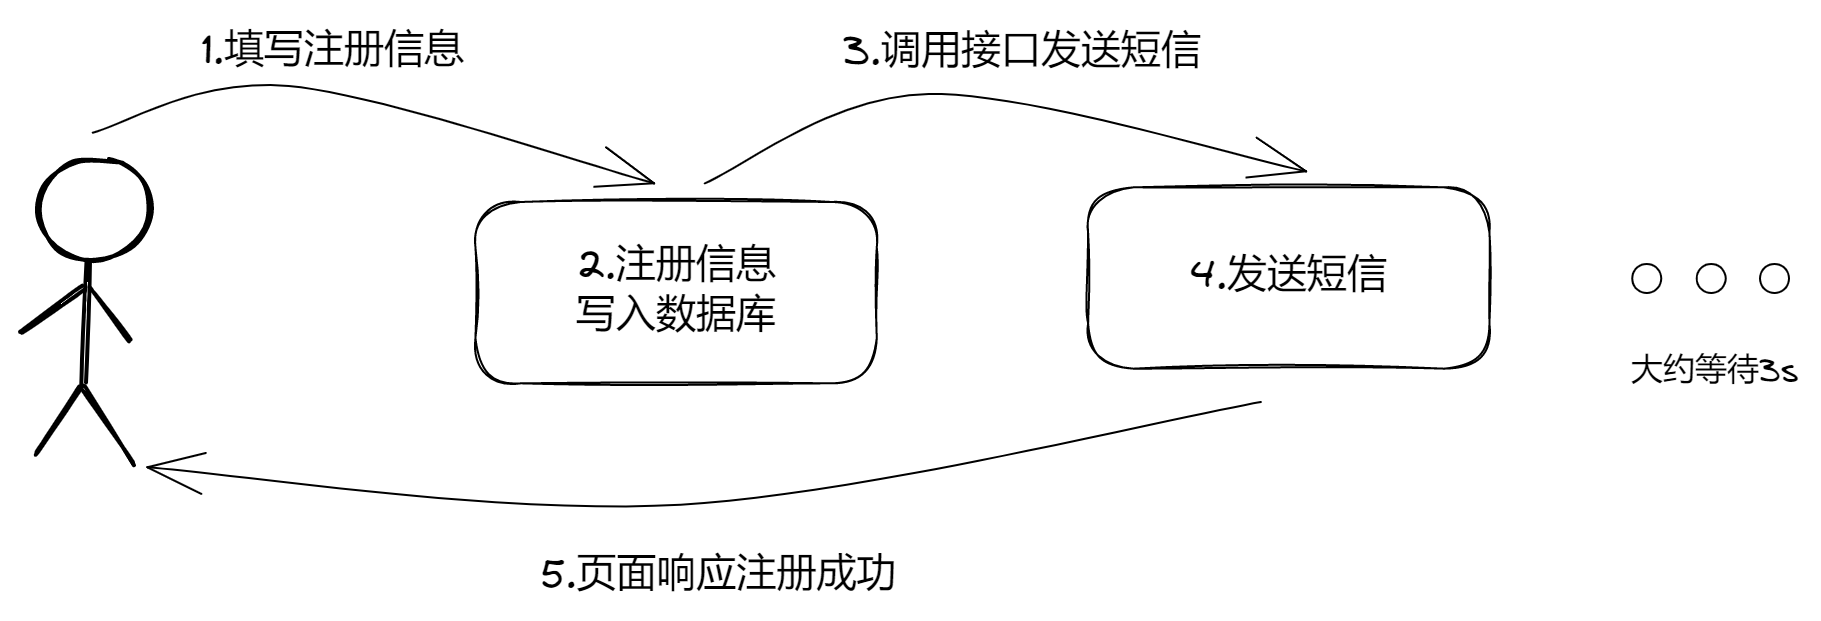 1.填写注册信息
3.调用接口发送短信
2.注册信息
写入数据库
4.发送短信
大约等待3s
5.页面响应注册成功